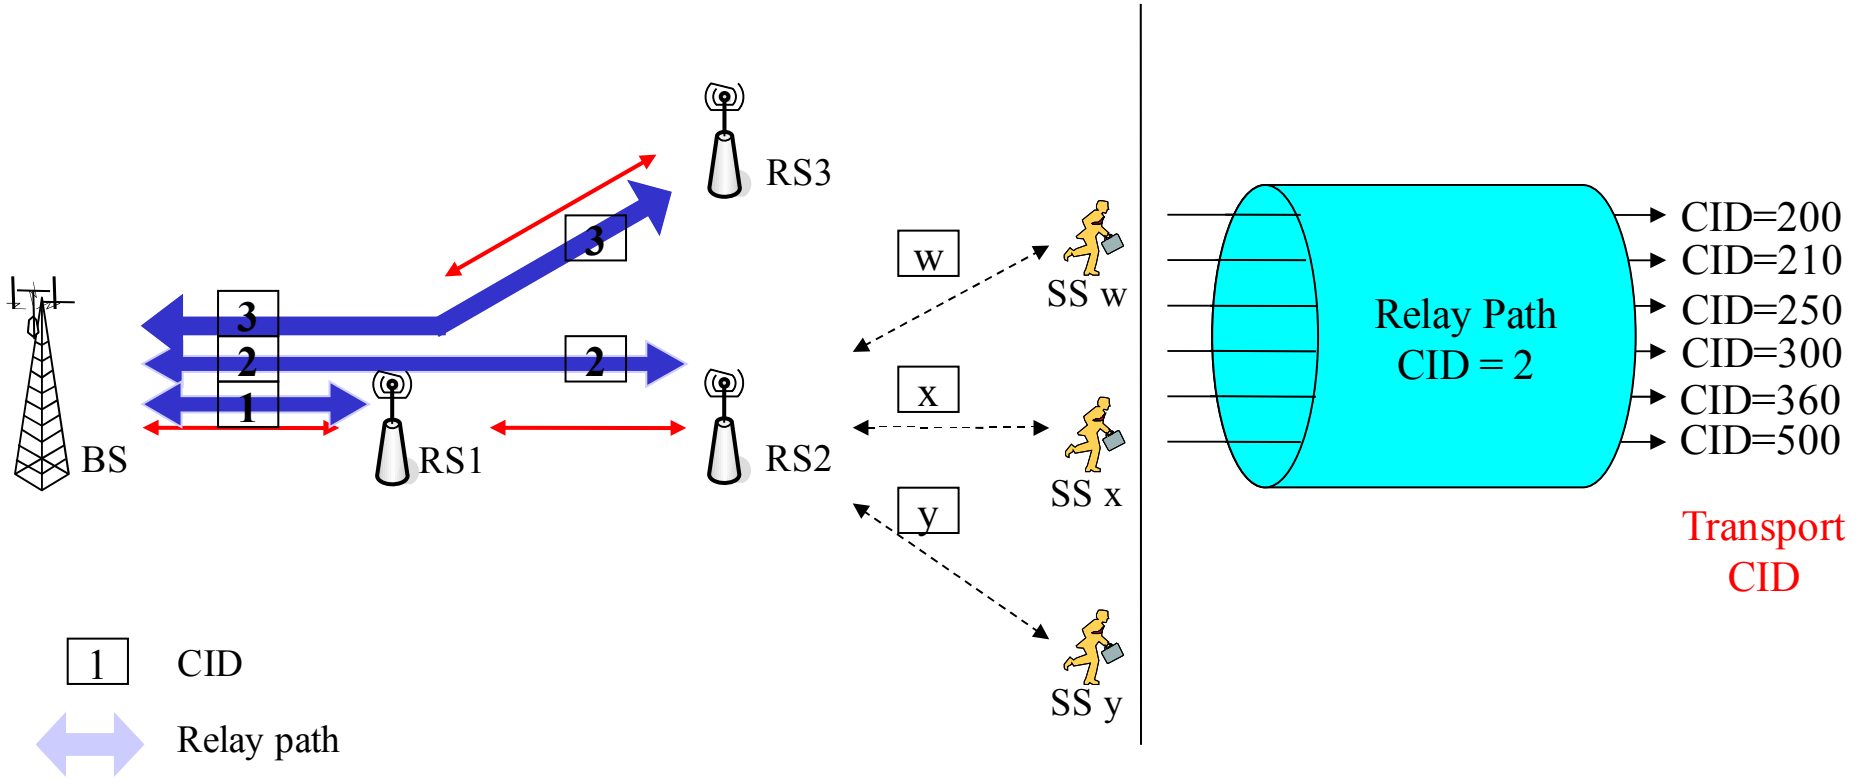 RS3
3
3
2
2
1
BS
RS1
RS2
w
SS w
x
SS x
y
SS y
1 CID
Relay path
Relay Path
CID = 2
CID=200
CID=210
CID=250
CID=300
CID=360
CID=500
Transport
CID